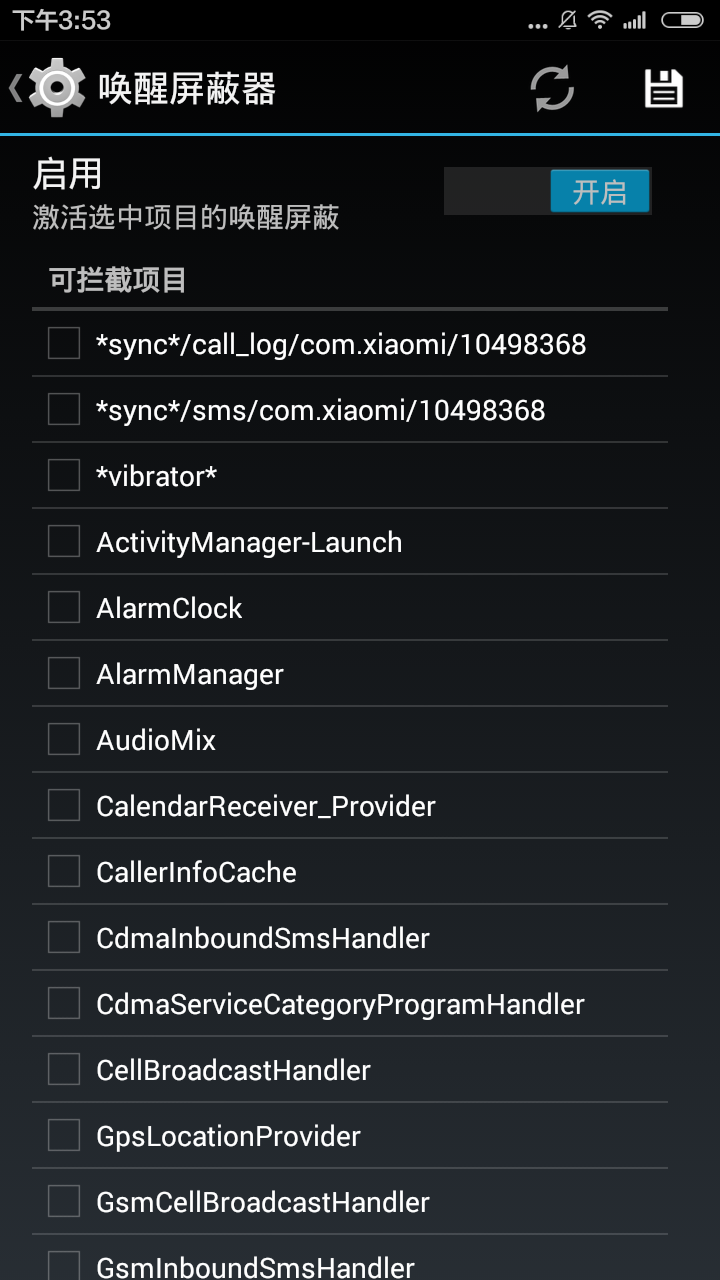 下午3:53
唤醒屏蔽器
启用
激活选中项目的唤醒屏蔽
开启
可拦截项目
*sync*/call_log/com.xiaomi/10498368
*sync*/sms/com.xiaomi/10498368
*vibrator*
ActivityManager-Launch
AlarmClock
AlarmManager
AudioMix
CalendarReceiver_Provider
CallerInfoCache
CdmaInboundSmsHandler
CdmaServiceCategoryProgramHandler
CellBroadcastHandler
GpsLocationProvider
GsmCellBroadcastHandler
GsmInboundSmsHandler